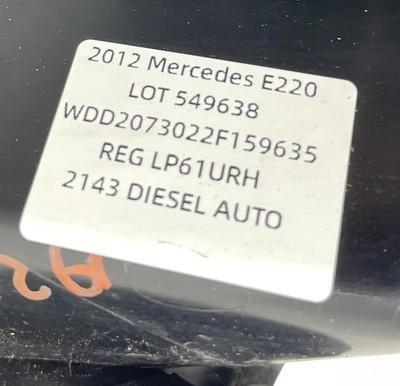 2012 Mercedes E220
LOT 549638
WDD2073022F159635
REG LP61URH
2143 DIESEL AUTO